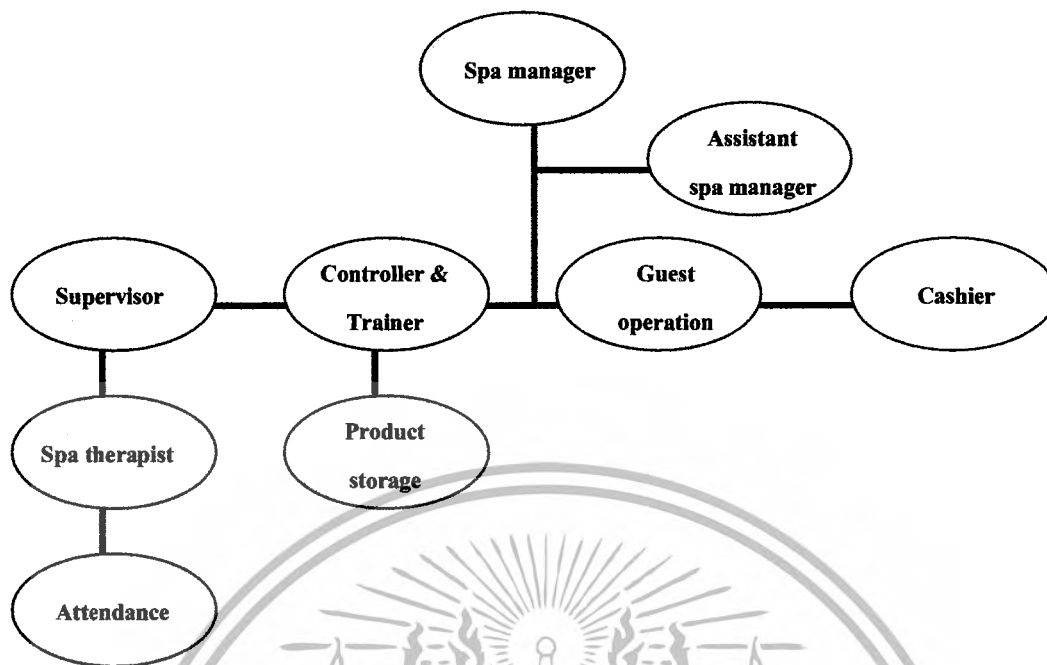 Spa manager
Assistant
spa manager
Supervisor
Controller &
Trainer
Guest
operation
Cashier
Spa therapist
Product
storage
Attendance